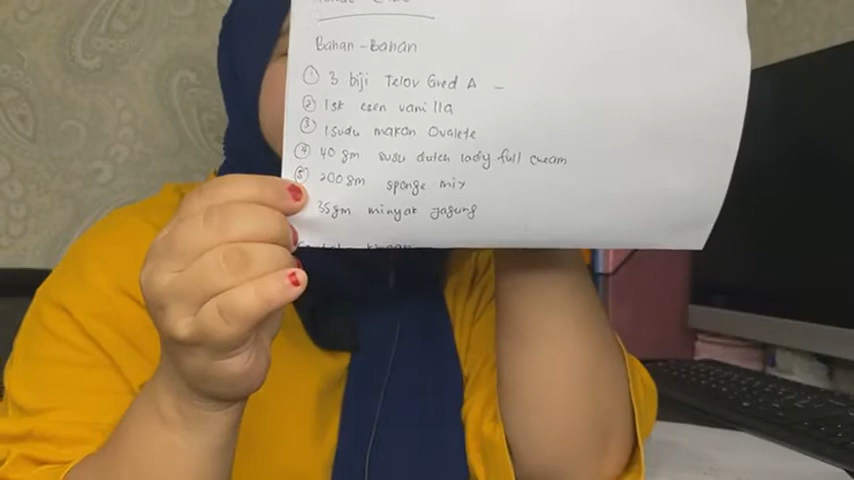 Bahan - Bahan
① 3 biji Telor Gred A -
② 1sk esen vanilla
③ 1 sudu makan Ovalete
④ 40 gm susu dutch lady full cream
⑤ 200 gm sponge mix
35gm minyak jagung